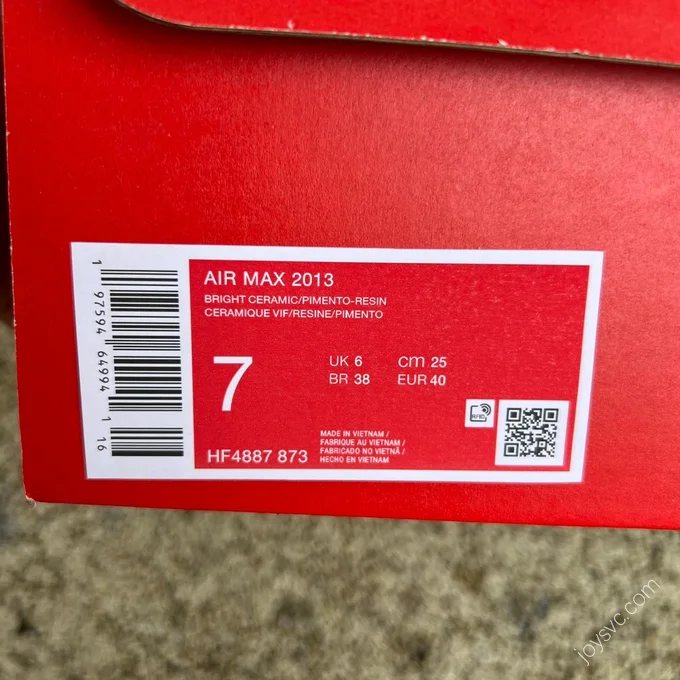 1 97594 64994 1 16
AIR MAX 2013
BRIGHT CERAMIC/PIMENTO-RESIN
CERAMIQUE VIF/RESINE/PIMENTO
7
UK 6 cm 25
BR 38 EUR 40
RFID
HF4887 873
MADE IN VIETNAM /
FABRIQUE AU VIETNAM /
FABRICADO NO VIETNÃ /
HECHO EN VIETNAM
joysvc.com